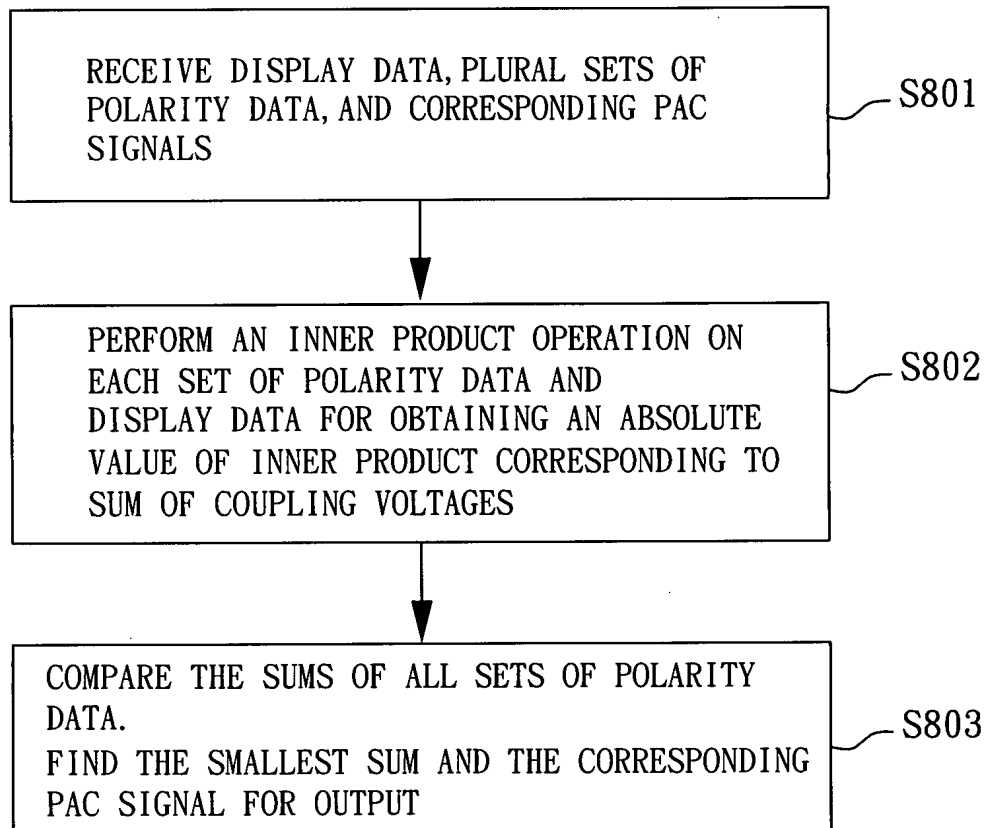 RECEIVE DISPLAY DATA, PLURAL SETS OF
POLARITY DATA, AND CORRESPONDING PAC
SIGNALS
S801
PERFORM AN INNER PRODUCT OPERATION ON
EACH SET OF POLARITY DATA AND
DISPLAY DATA FOR OBTAINING AN ABSOLUTE
VALUE OF INNER PRODUCT CORRESPONDING TO
SUM OF COUPLING VOLTAGES
S802
COMPARE THE SUMS OF ALL SETS OF POLARITY
DATA.
FIND THE SMALLEST SUM AND THE CORRESPONDING
PAC SIGNAL FOR OUTPUT
S803